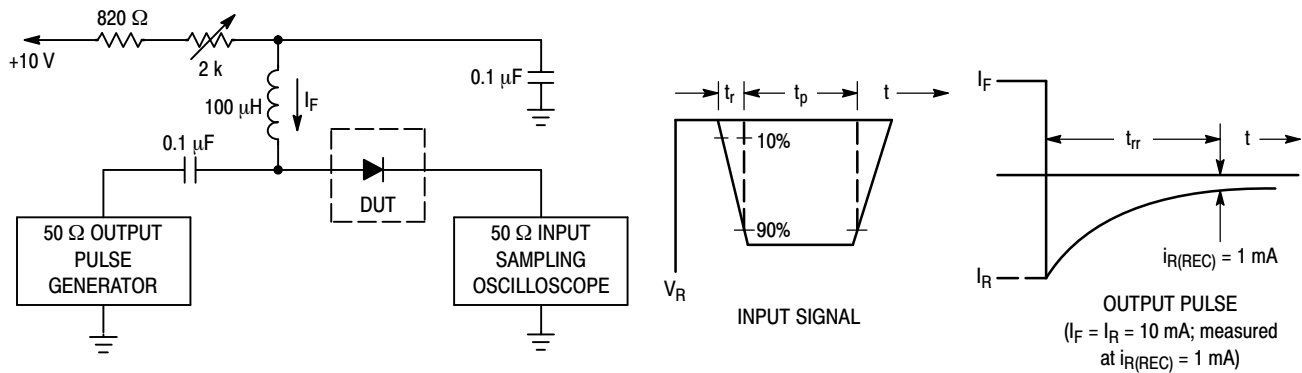 820 Ω
+10 V
2 k
100 μH
I_F
0.1 μF
0.1 μF
DUT
50 Ω OUTPUT
PULSE
GENERATOR
50 Ω INPUT
SAMPLING
OSCILLOSCOPE
t_r
t_p
t
10%
90%
V_R
INPUT SIGNAL
I_F
t_rr
t
i_R(REC) = 1 mA
I_R
OUTPUT PULSE
(I_F = I_R = 10 mA; measured
at i_R(REC) = 1 mA)